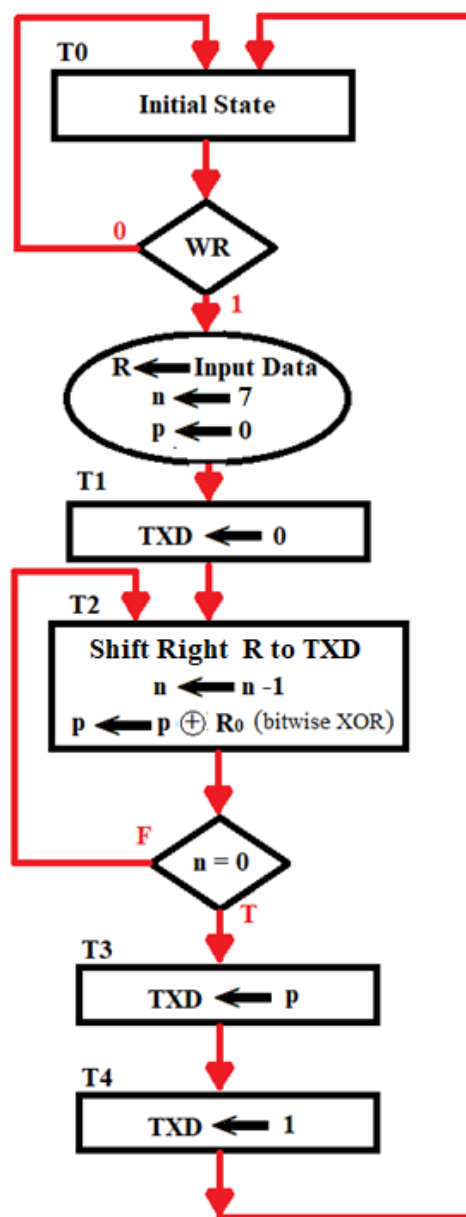 T0
Initial State
0
WR
1
R ← Input Data
n ← 7
p ← 0
T1
TXD ← 0
T2
Shift Right R to TXD
n ← n -1
p ← p ⊕ R₀ (bitwise XOR)
F
n = 0
T
T3
TXD ← p
T4
TXD ← 1